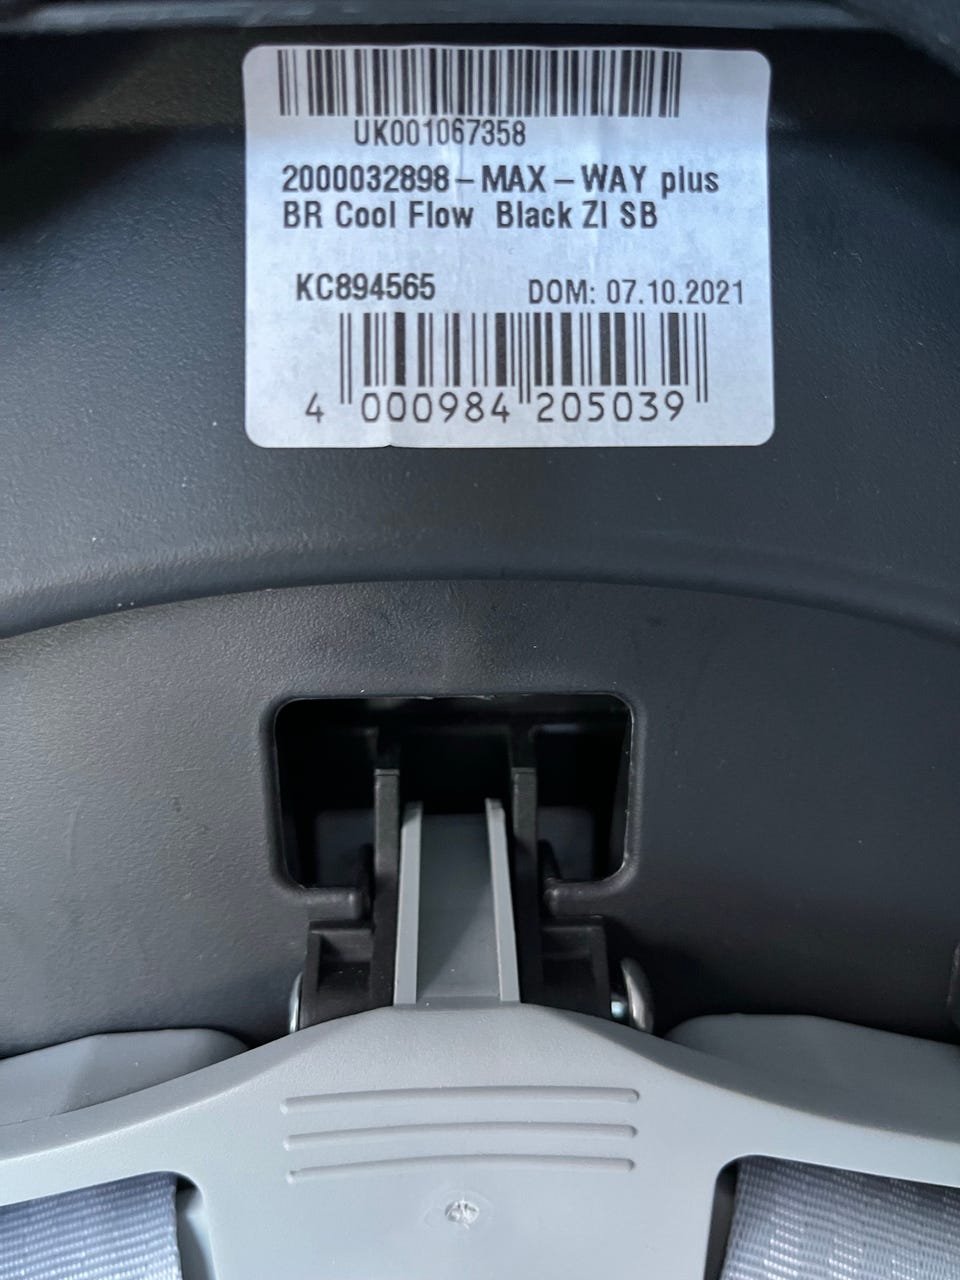 UK001067358
2000032898-MAX-WAY plus
BR Cool Flow Black ZI SB
KC894565 DOM: 07.10.2021
4 000984 205039